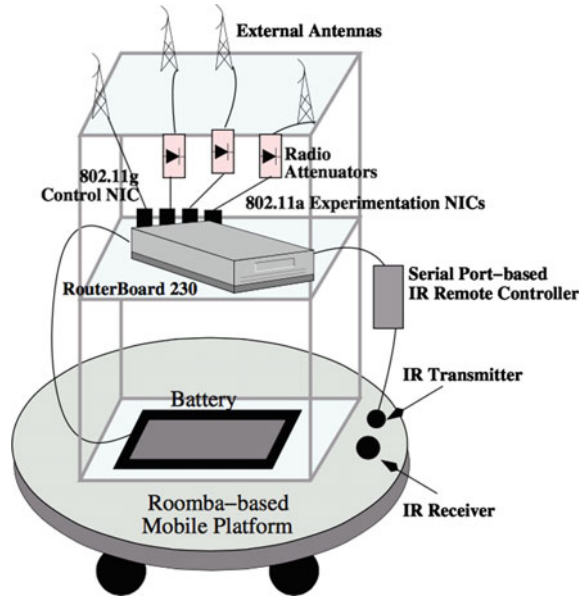 External Antennas
802.11g
Control NIC
Radio
Attenuators
802.11a Experimentation NICs
RouterBoard 230
Serial Port-based
IR Remote Controller
IR Transmitter
Battery
IR Receiver
Roomba-based
Mobile Platform